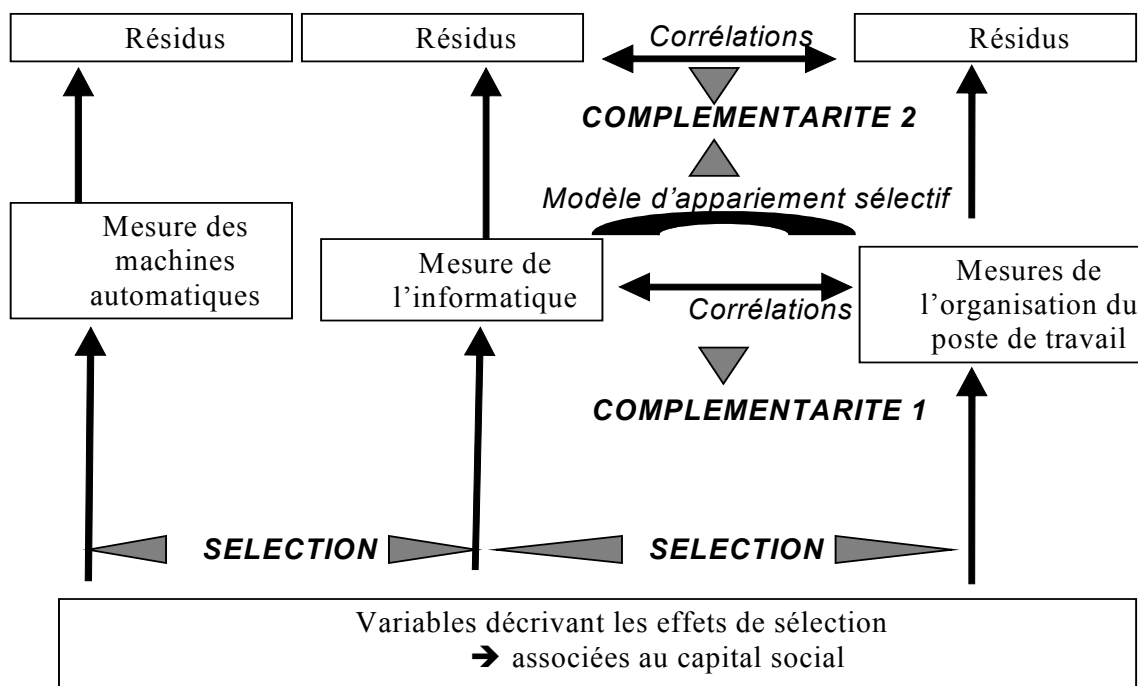 Résidus
Résidus
Corrélations
Résidus
COMPLEMENTARITE 2
Modèle d'appariement sélectif
Mesure des
machines
automatiques
Mesure de
l'informatique
Corrélations
Mesures de
l'organisation du
poste de travail
COMPLEMENTARITE 1
SELECTION
SELECTION
Variables décrivant les effets de sélection
➔ associées au capital social